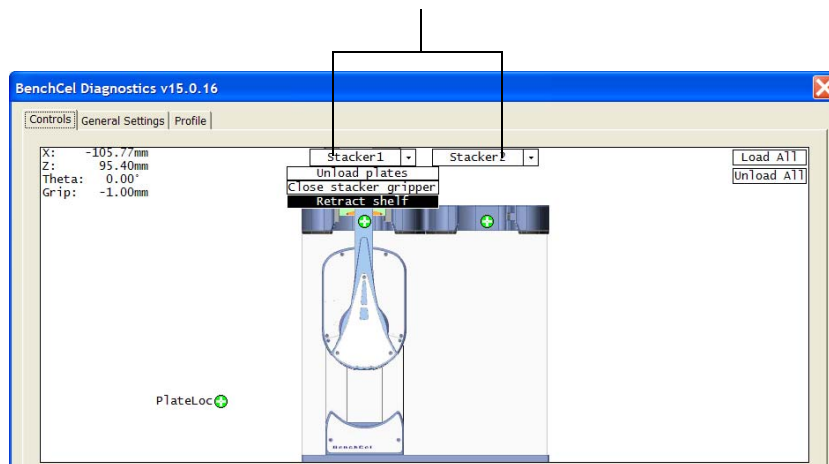 BenchCel Diagnostics v15.0.16
Controls General Settings Profile
X: -105.77mm
Z: 95.40mm
Theta: 0.00°
Grip: -1.00mm
Stacker1 Stacker2
Load All
Unload All
Unload plates
Close stacker gripper
Retract shelf
PlateLoc
BenchCel